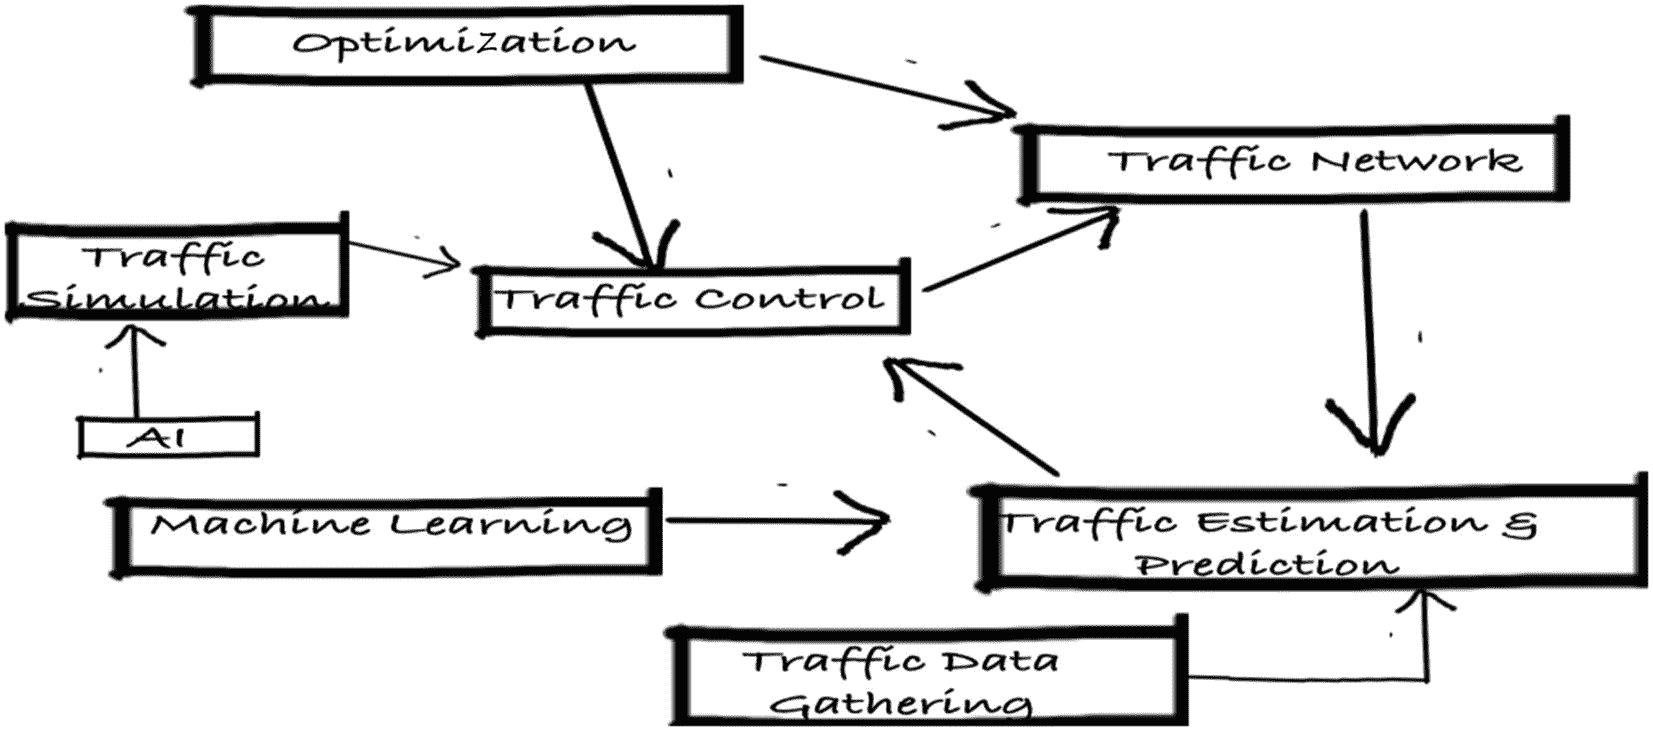 Optimization
Traffic Network
Traffic
Simulation
Traffic Control
AI
Machine Learning
Traffic Estimation &
Prediction
Traffic Data
Gathering